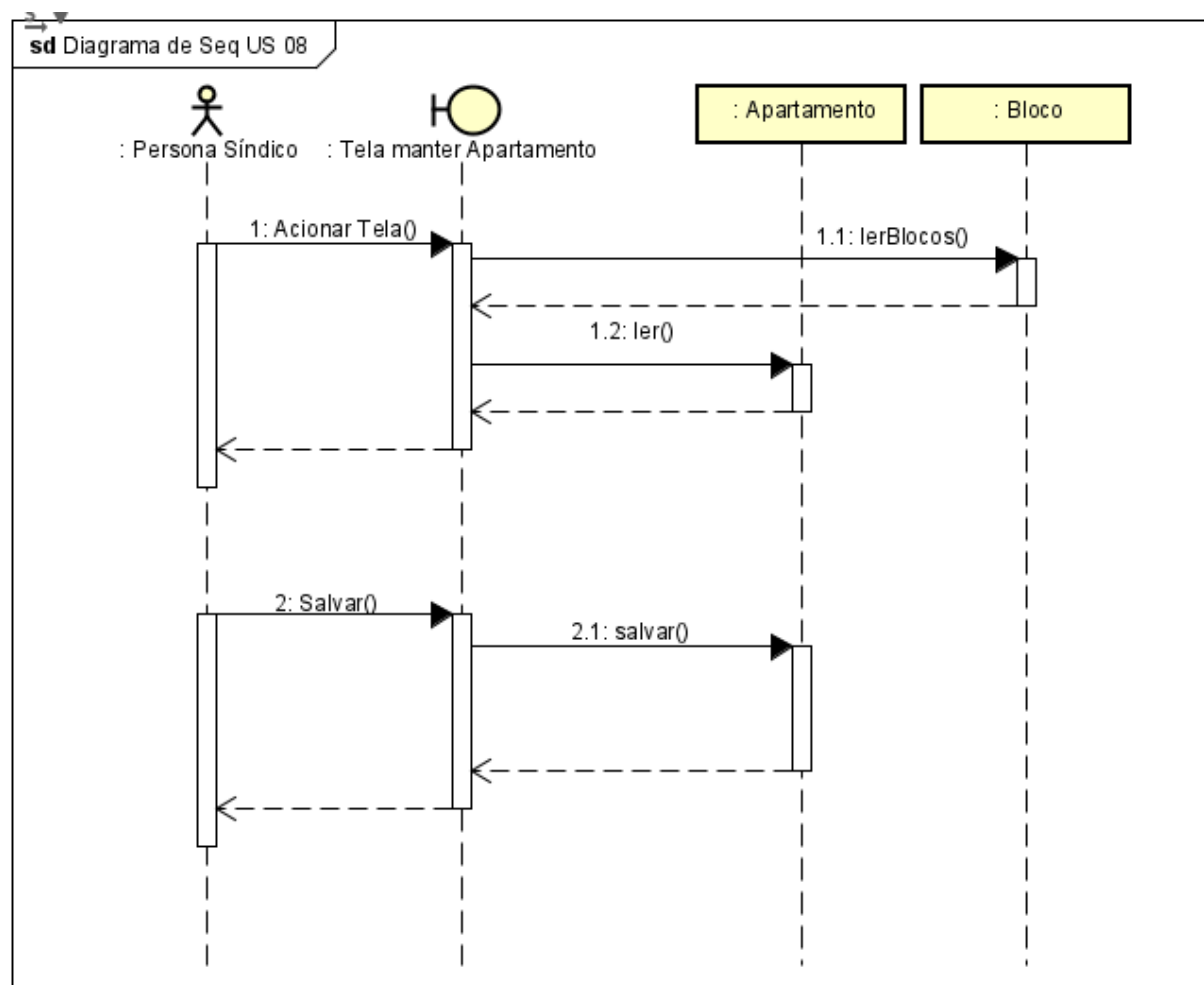 sd Diagrama de Seq US 08
: Persona Síndico
: Tela manter Apartamento
: Apartamento
: Bloco
1: Acionar Tela()
1.1: lerBlocos()
1.2: ler()
2: Salvar()
2.1: salvar()